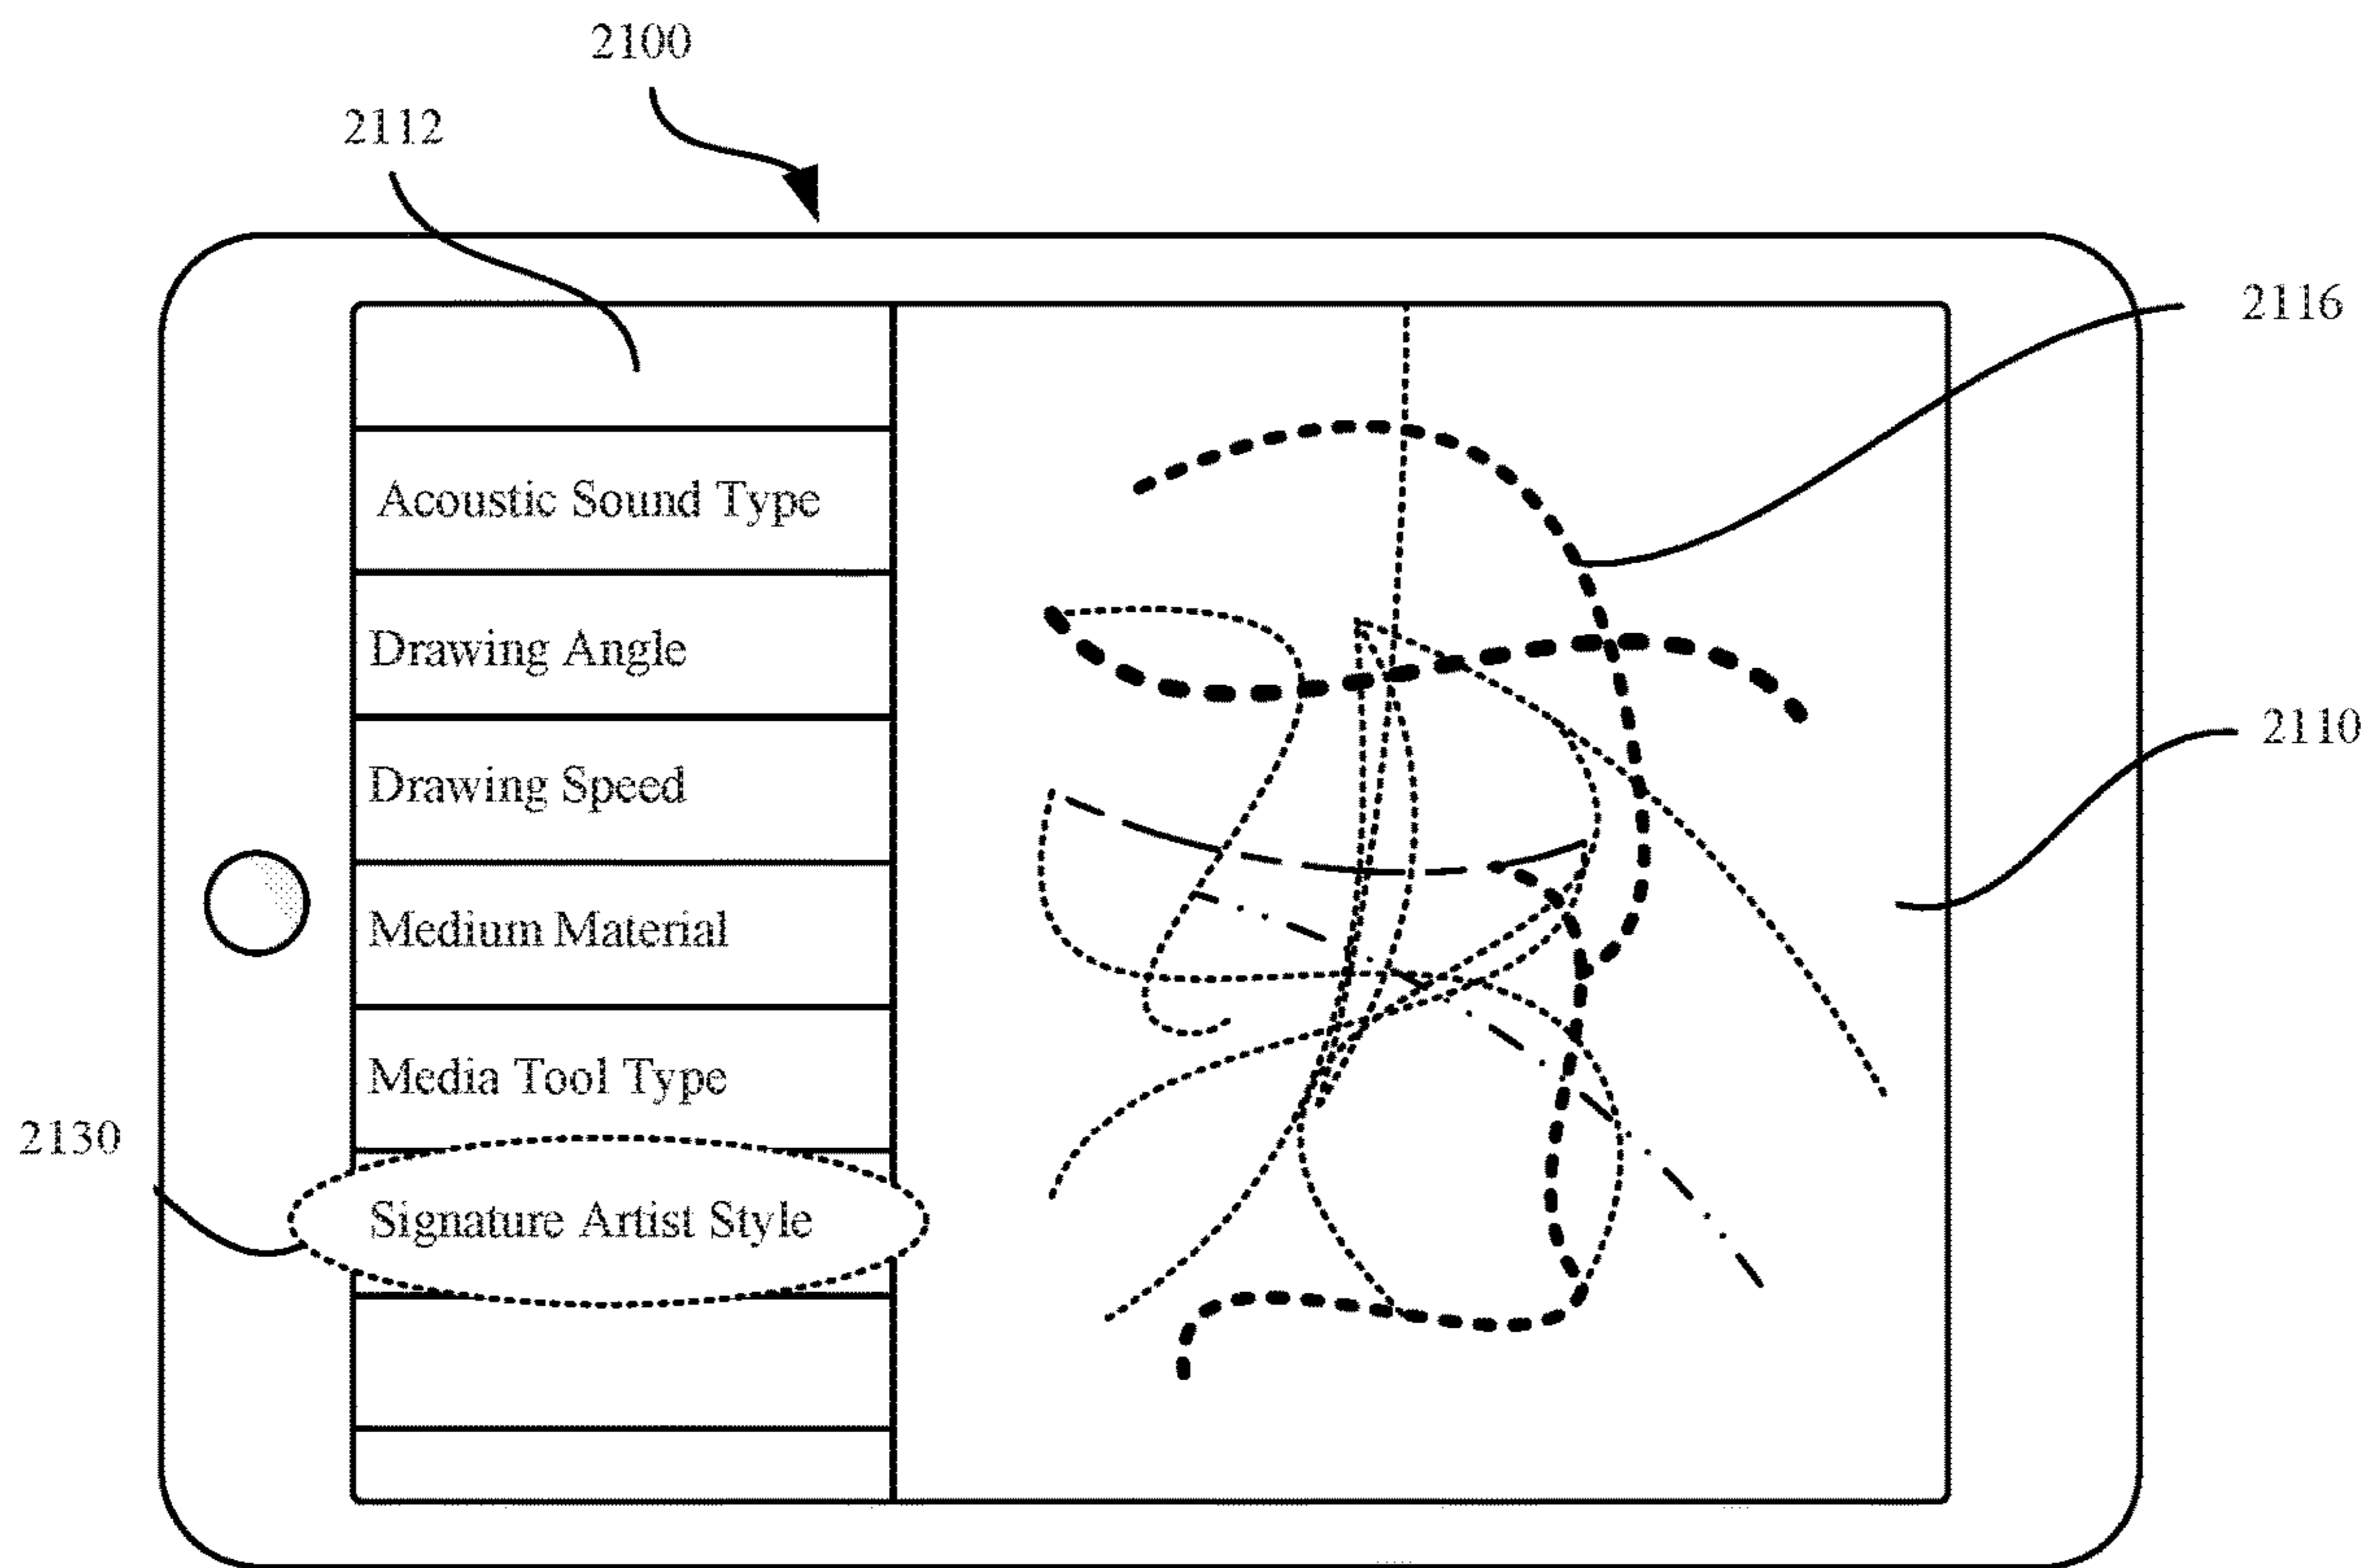 2100
2112
2116
Acoustic Sound Type
Drawing Angle
2110
Drawing Speed
Medium Material
Media Tool Type
2130
Signature Artist Style